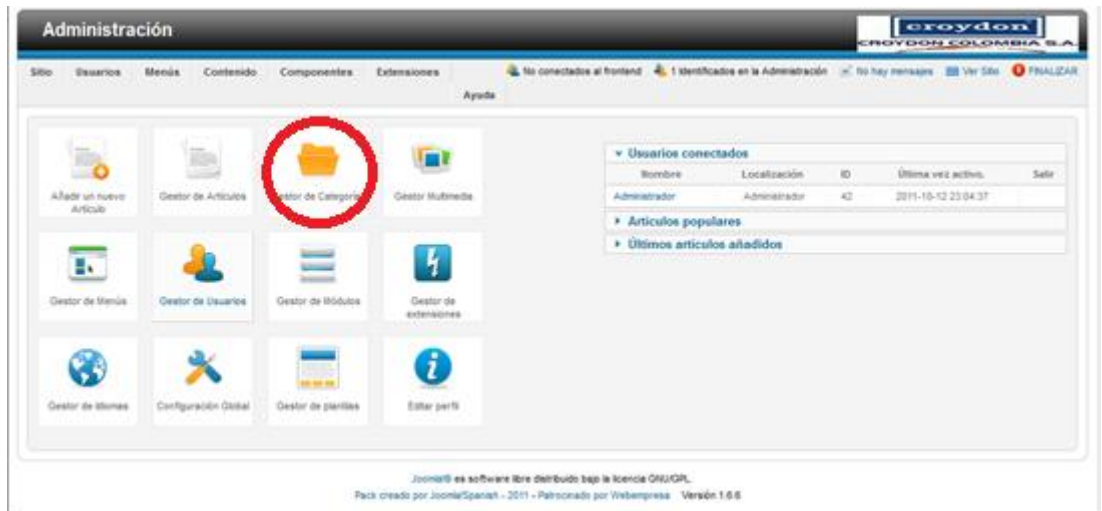 Administración
croydon
CROYDON COLOMBIA S.A.
Sitio Usuarios Menús Contenido Componentes Extensiones No conectados al frontend 1 Identificados en la Administración No hay mensajes Ver Sitio FINALIZAR
Ayuda
Añadir un nuevo Artículo
Gestor de Artículos
Gestor de Categorías
Gestor Multimedia
Gestor de Menús
Gestor de Usuarios
Gestor de Módulos
Gestor de extensiones
Gestor de Idiomas
Configuración Global
Gestor de plantillas
Editar perfil
Usuarios conectados
Nombre Localización ID Última vez activo. Salir
Administrador Administrador 42 2011-10-12 23:04:37
Artículos populares
Últimos artículos añadidos
Joomla!® es software libre distribuido bajo la licencia GNU/GPL.
Pack creado por JoomlaSpanish - 2011 - Patrocinado por Webempresa Versión 1.6.6